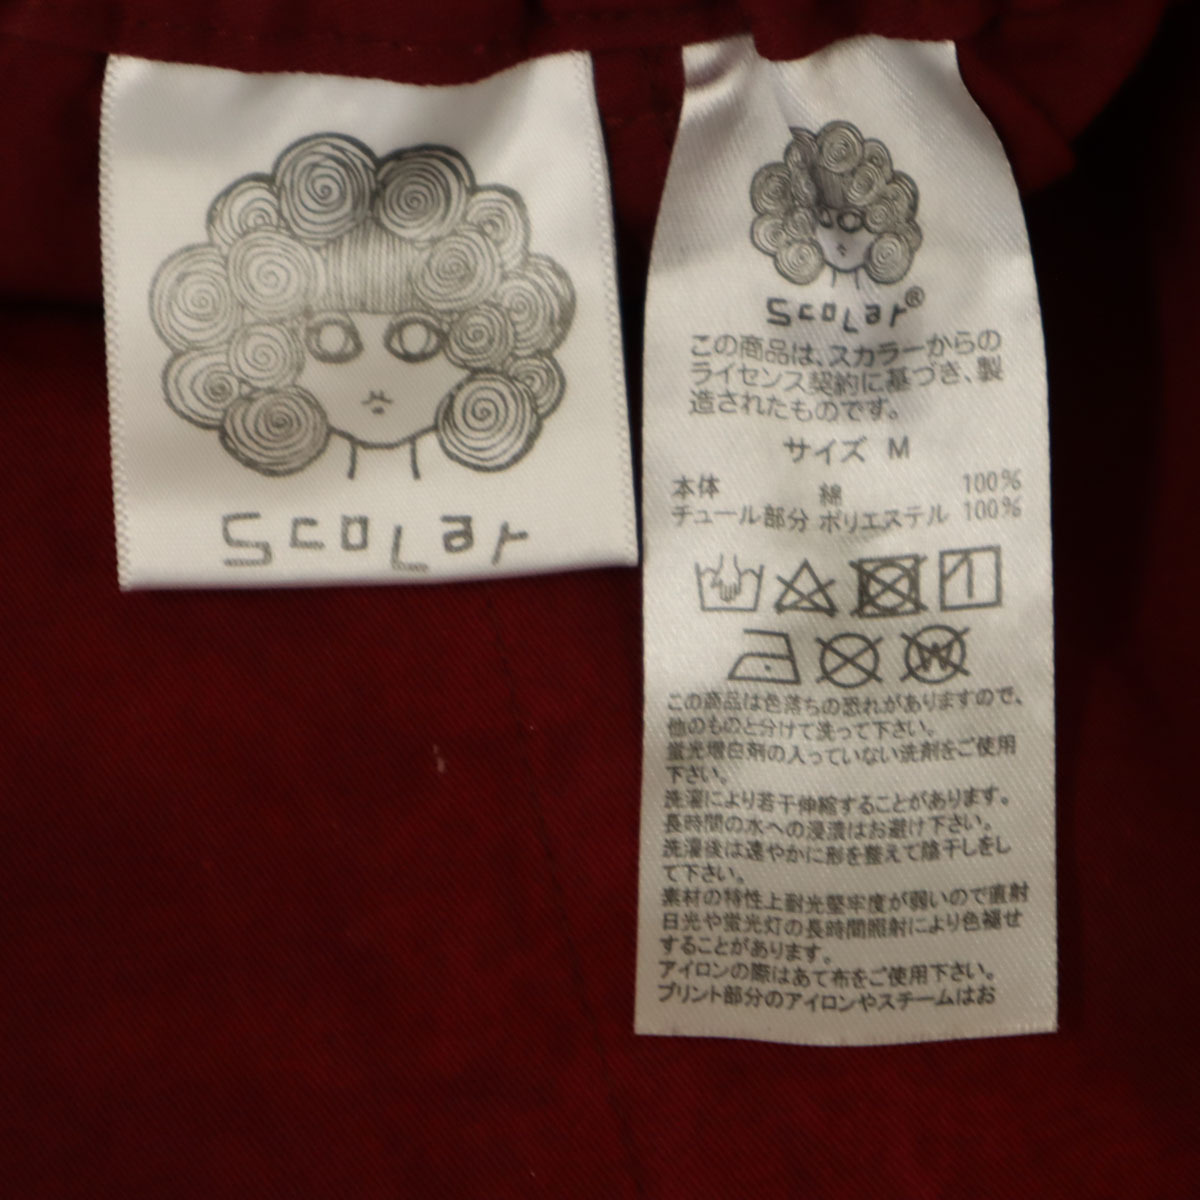 scolar
scolar®
この商品は、スカラーからの
ライセンス契約に基づき、製
造されたものです。
サイズ M
本体 綿 100%
チュール部分 ポリエステル 100%
W
この商品は色落ちの恐れがありますので、
他のものと分けて洗って下さい。
蛍光増白剤の入っていない洗剤をご使用
下さい。
洗濯により若干伸縮することがあります。
長時間の水への浸漬はお避け下さい。
洗濯後は速やかに形を整えて陰干しをし
て下さい。
素材の特性上耐光堅牢度が弱いので直射
日光や蛍光灯の長時間照射により色褪せ
することがあります。
アイロンの際はあて布をご使用下さい。
プリント部分のアイロンやスチームはお